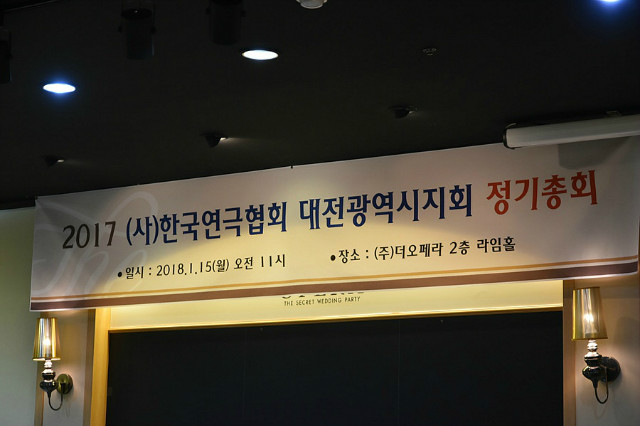 2017 (사)한국연극협회 대전광역시지회 정기총회
•일시 : 2018.1.15(월) 오전 11시 •장소 : (주)더오페라 2층 라임홀
THE SECRET WEDDING PARTY